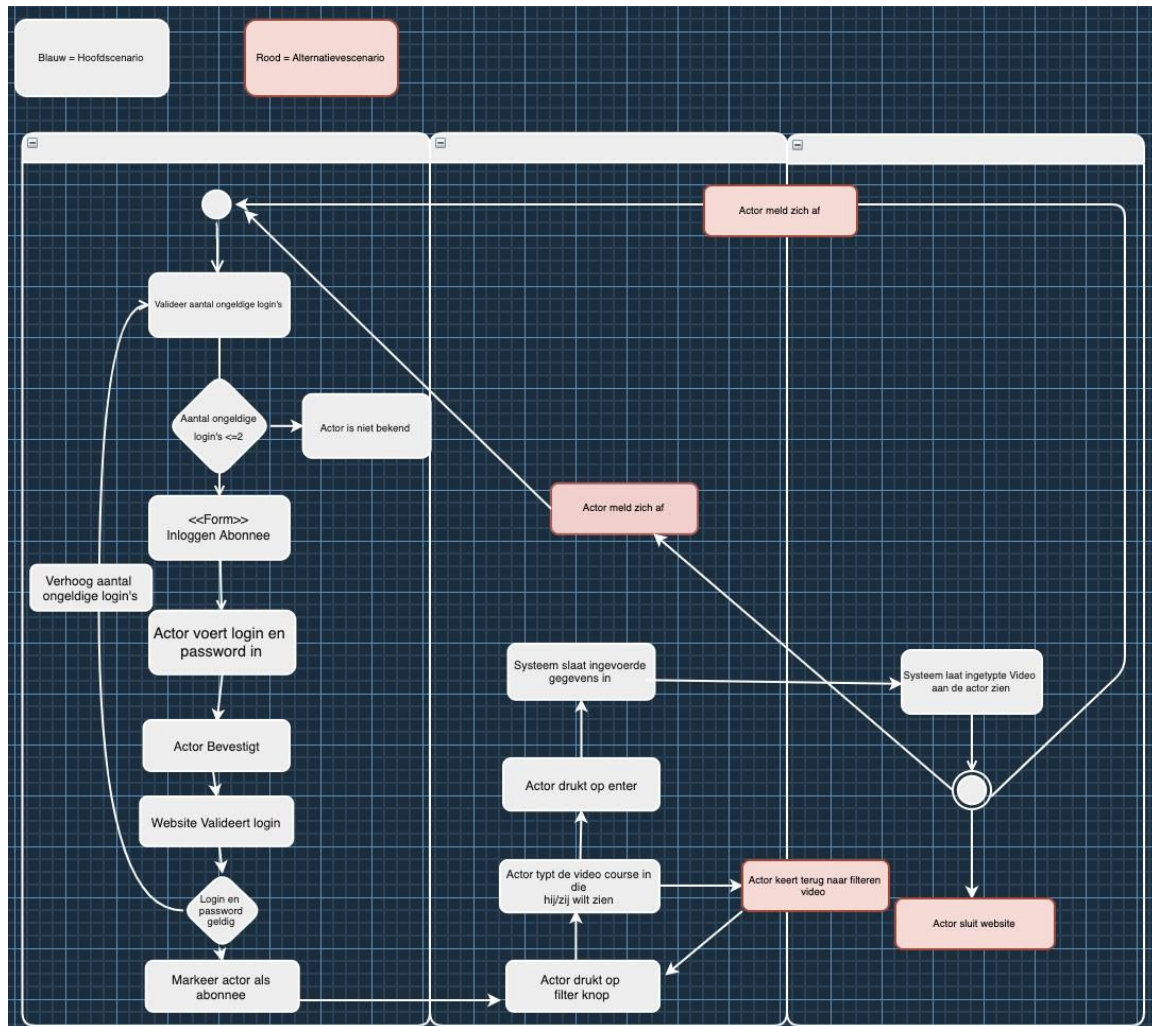 Blauw = Hoofdscenario
Rood = Alternatievescenario
Actor meld zich af
Valideer aantal ongeldige login's
Aantal ongeldige
login's <=2
Actor is niet bekend
<<Form>>
Inloggen Abonnee
Actor meld zich af
Verhoog aantal
ongeldige login's
Actor voert login en
password in
Systeem slaat ingevoerde
gegevens in
Systeem laat ingetypte Video
aan de actor zien
Actor Bevestigt
Actor drukt op enter
Website Valideert login
Actor typt de video course in
die
hij/zij wilt zien
Actor keert terug naar filteren
video
Login en
password
geldig
Actor sluit website
Markeer actor als
abonnee
Actor drukt op
filter knop